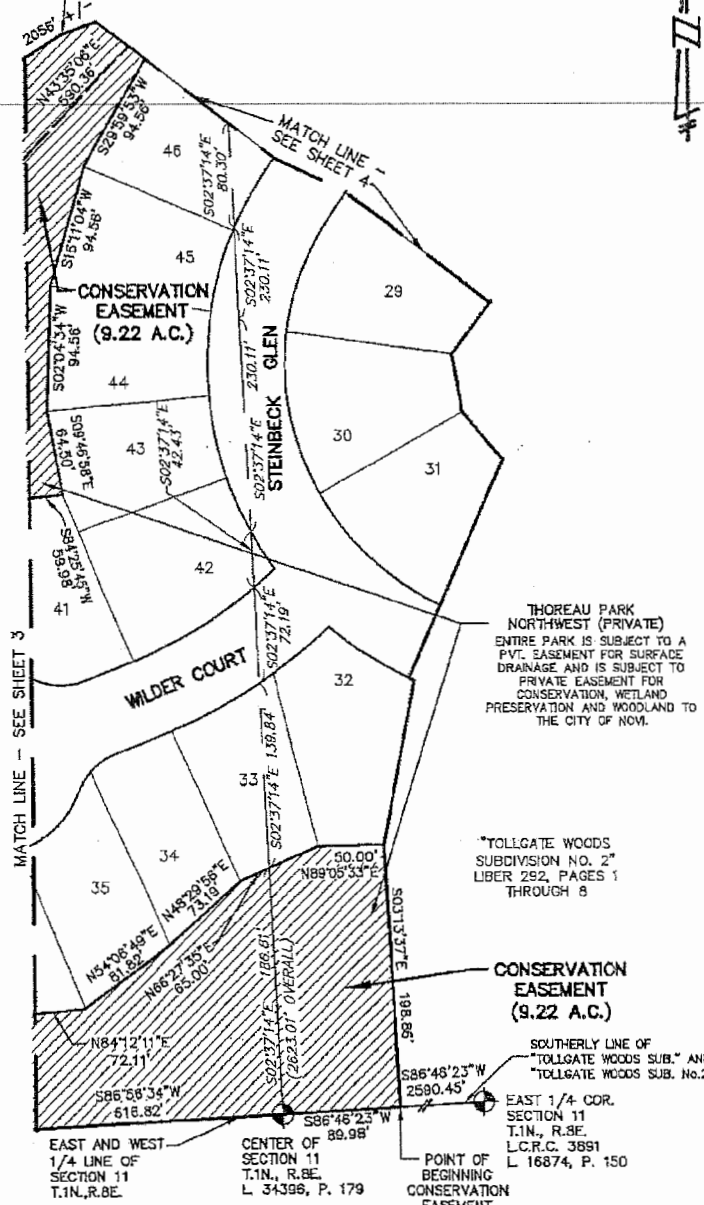 2056' +/-
N43°35'06"E
590.36'
S29°59'53"W
94.56'
46
S02°37'14"E
80.30'
MATCH LINE -
SEE SHEET 4
S15°11'04"W
94.56'
45
CONSERVATION
EASEMENT
(9.22 A.C.)
S02°37'14"E
230.11'
29
S02°04'34"W
94.56'
44
230.11'
STEINBECK GLEN
S09°46'58"E
64.50'
43
S02°37'14"E
42.43'
S02°37'14"E
30
31
S84°25'45"W
58.98'
41
42
S02°37'14"E
72.19'
WILDER COURT
THOREAU PARK
NORTHWEST (PRIVATE)
ENTIRE PARK IS SUBJECT TO A
PVT. EASEMENT FOR SURFACE
DRAINAGE AND IS SUBJECT TO
PRIVATE EASEMENT FOR
CONSERVATION, WETLAND
PRESERVATION AND WOODLAND TO
THE CITY OF NOVI.
MATCH LINE - SEE SHEET 3
32
33
S02°37'14"E 139.84'
34
35
50.00'
N89°05'33"E
"TOLLGATE WOODS
SUBDIVISION NO. 2"
LIBER 292, PAGES 1
THROUGH 8
N48°29'56"E
73.19'
N54°06'49"E
81.82'
N66°27'35"E
65.00'
S03°13'37"E 198.86'
S02°37'14"E 186.61'
(2623.01' OVERALL)
CONSERVATION
EASEMENT
(9.22 A.C.)
N84°12'11"E
72.11'
S86°56'34"W
616.82'
S86°46'23"W
2590.45'
SOUTHERLY LINE OF
"TOLLGATE WOODS SUB." AN
"TOLLGATE WOODS SUB. No.2
S86°46'23"W
89.98'
EAST 1/4 COR.
SECTION 11
T.1N., R.8E.
L.C.R.C. 3891
L 16874, P. 150
EAST AND WEST
1/4 LINE OF
SECTION 11
T.1N.,R.8E.
CENTER OF
SECTION 11
T.1N., R.8E.
L 34396, P. 179
POINT OF
BEGINNING
CONSERVATION
EASEMENT